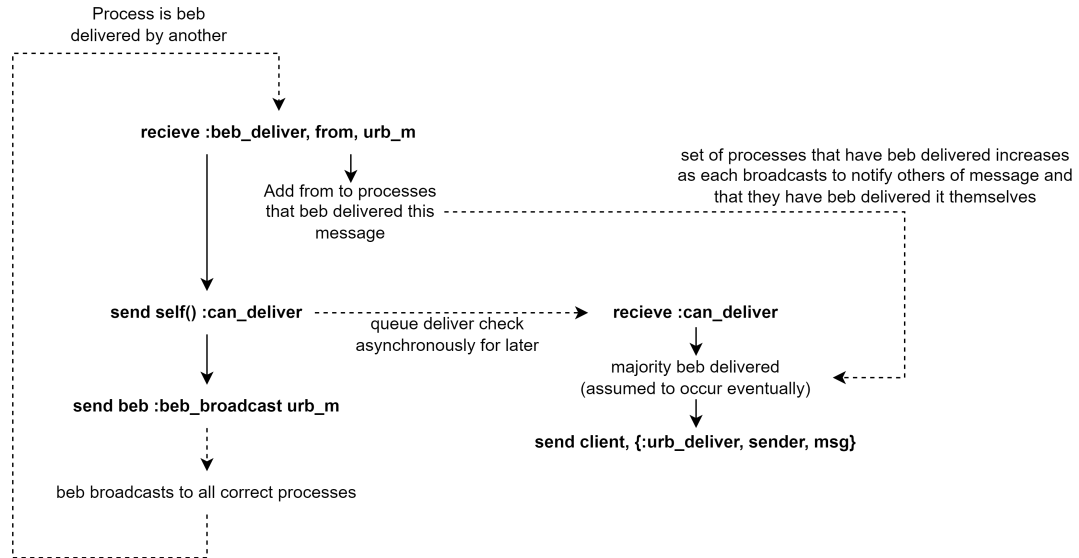 Process is beb
delivered by another
recieve :beb_deliver, from, urb_m
Add from to processes
that beb delivered this
message
set of processes that have beb delivered increases
as each broadcasts to notify others of message and
that they have beb delivered it themselves
send self() :can_deliver
queue deliver check
asynchronously for later
recieve :can_deliver
majority beb delivered
(assumed to occur eventually)
send beb :beb_broadcast urb_m
send client, {:urb_deliver, sender, msg}
beb broadcasts to all correct processes